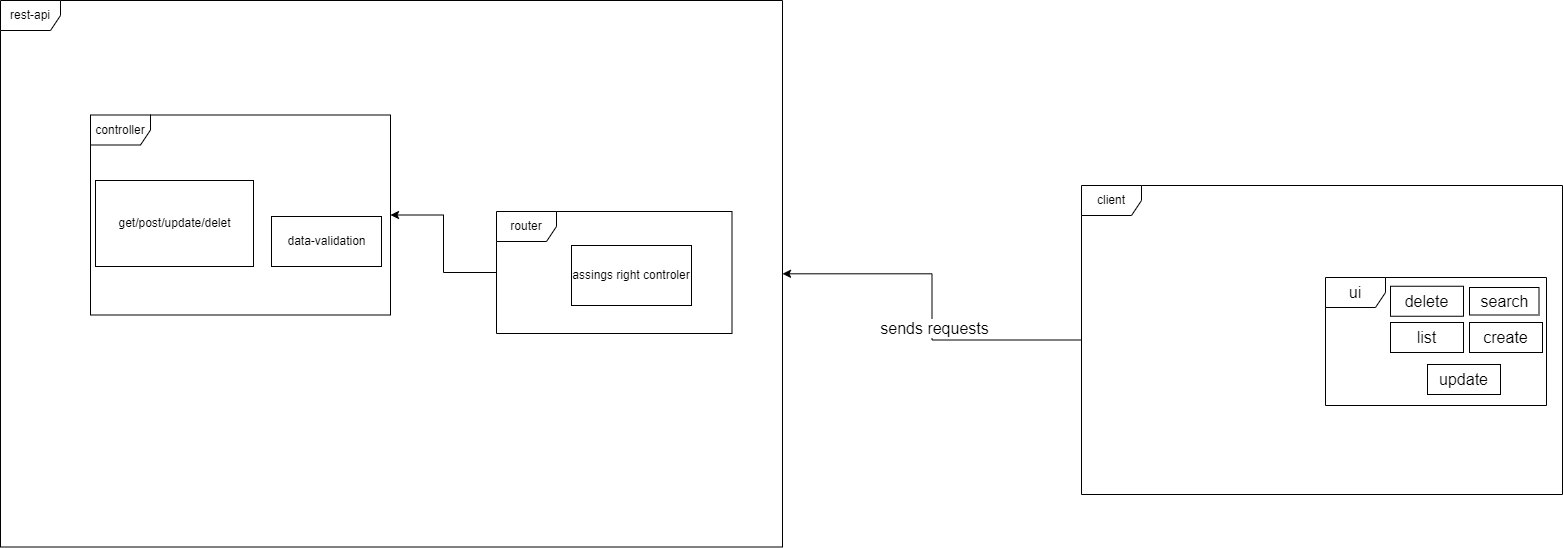 rest-api
controller
get/post/update/delet
data-validation
router
assings right controler
sends requests
client
ui
delete
search
list
create
update